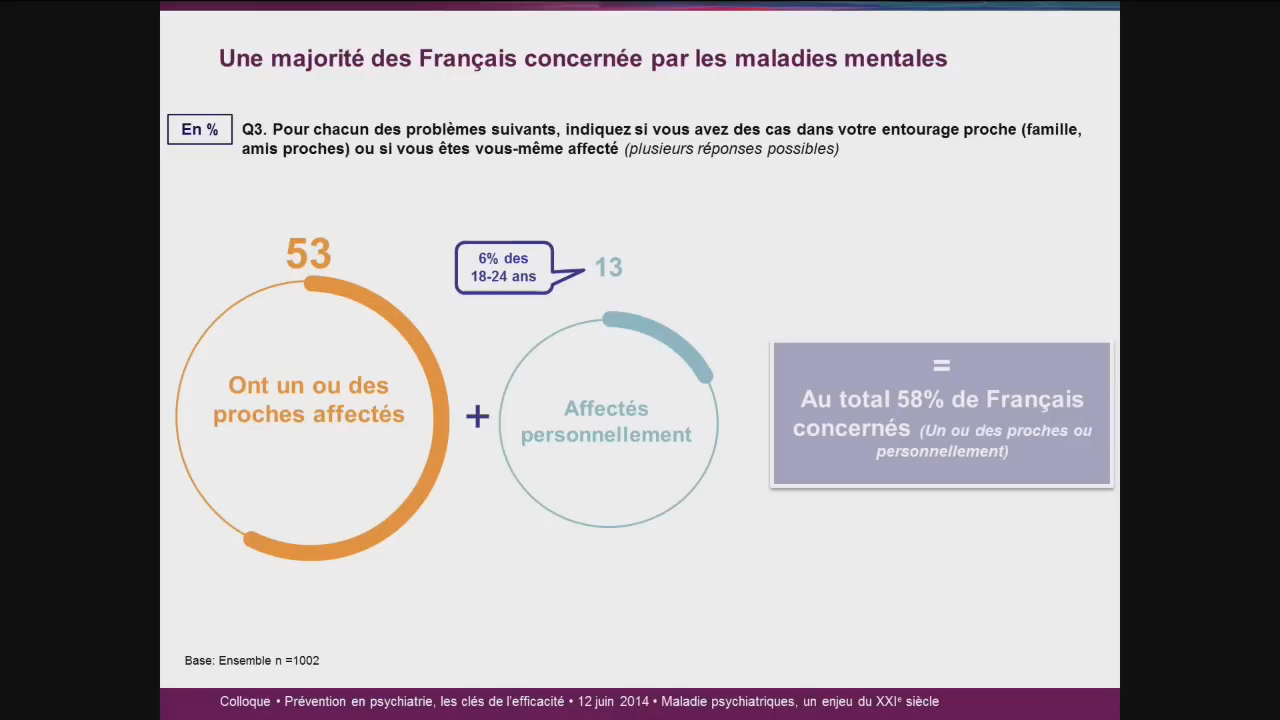 Une majorité des Français concernée par les maladies mentales
En %
Q3. Pour chacun des problèmes suivants, indiquez si vous avez des cas dans votre entourage proche (famille,
amis proches) ou si vous êtes vous-même affecté (plusieurs réponses possibles)
53
Ont un ou des
proches affectés
+
6% des
18-24 ans
13
Affectés
personnellement
=
Au total 58% de Français
concernés (Un ou des proches ou
personnellement)
Base: Ensemble n =1002
Colloque • Prévention en psychiatrie, les clés de l'efficacité • 12 juin 2014 • Maladie psychiatriques, un enjeu du XXIe siècle